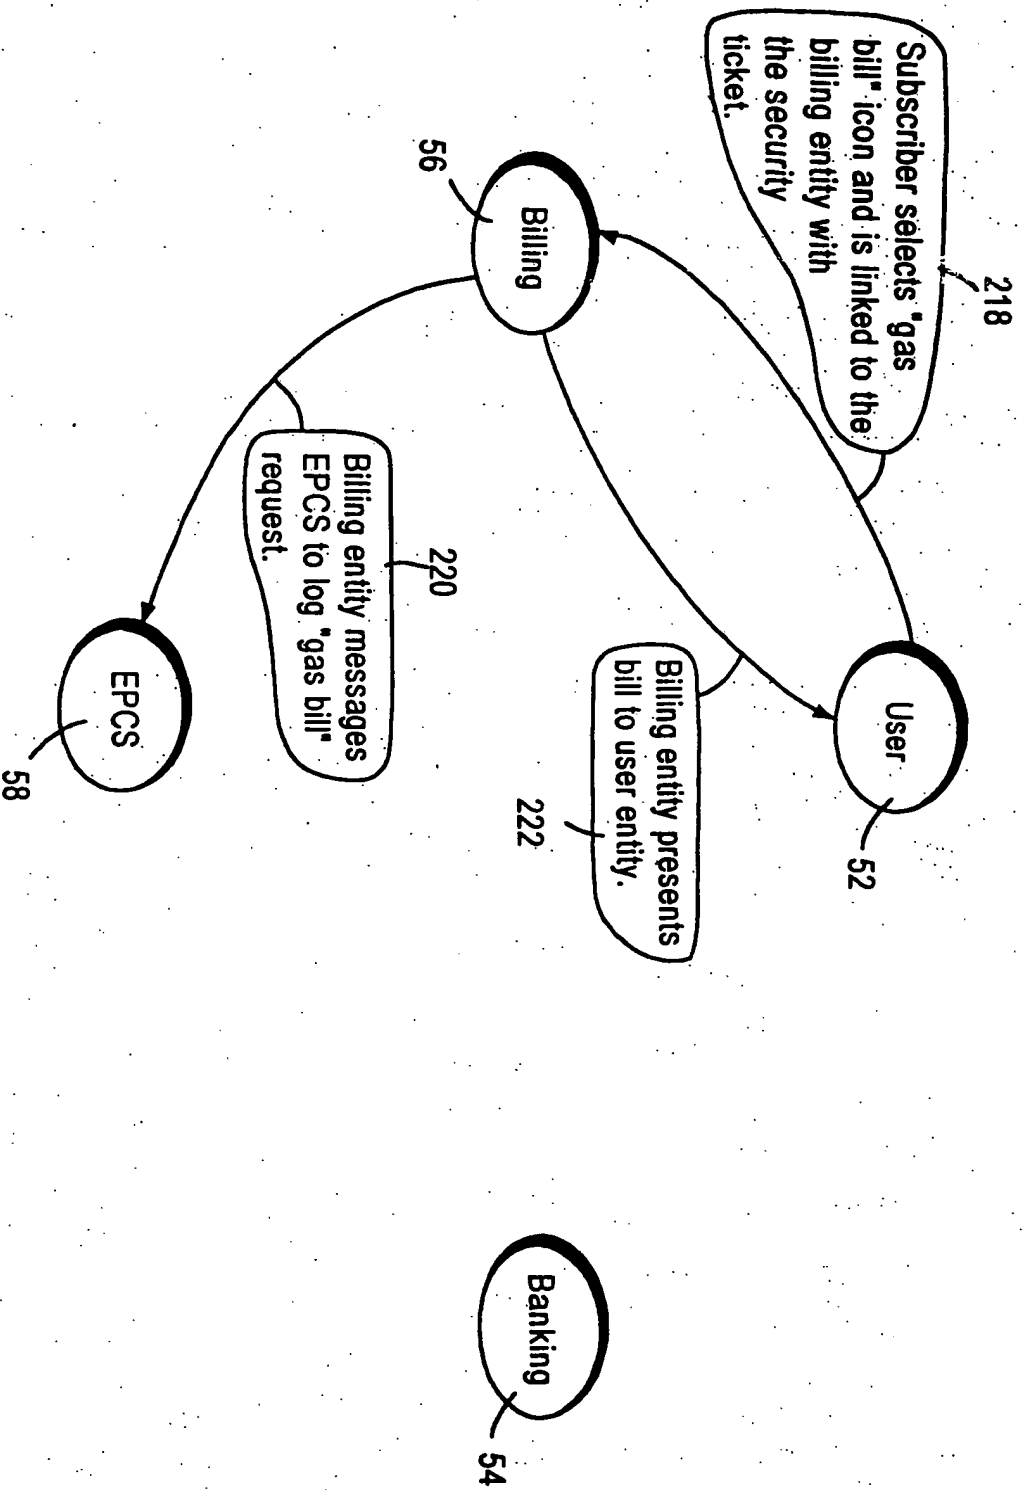 218
Subscriber selects "gas
bill" icon and is linked to the
billing entity with
the security
ticket.
User
52
Billing entity presents
bill to user entity.
222
56
Billing
Banking
54
220
Billing entity messages
EPCS to log "gas bill"
request.
EPCS
58